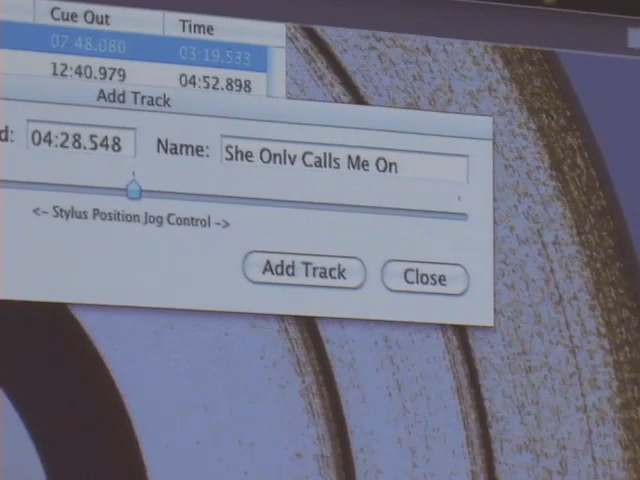 Cue Out Time
07:48.080 03:19.533
12:40.979 04:52.898
Add Track
d: 04:28.548 Name: She Only Calls Me On
<- Stylus Position Jog Control ->
Add Track Close